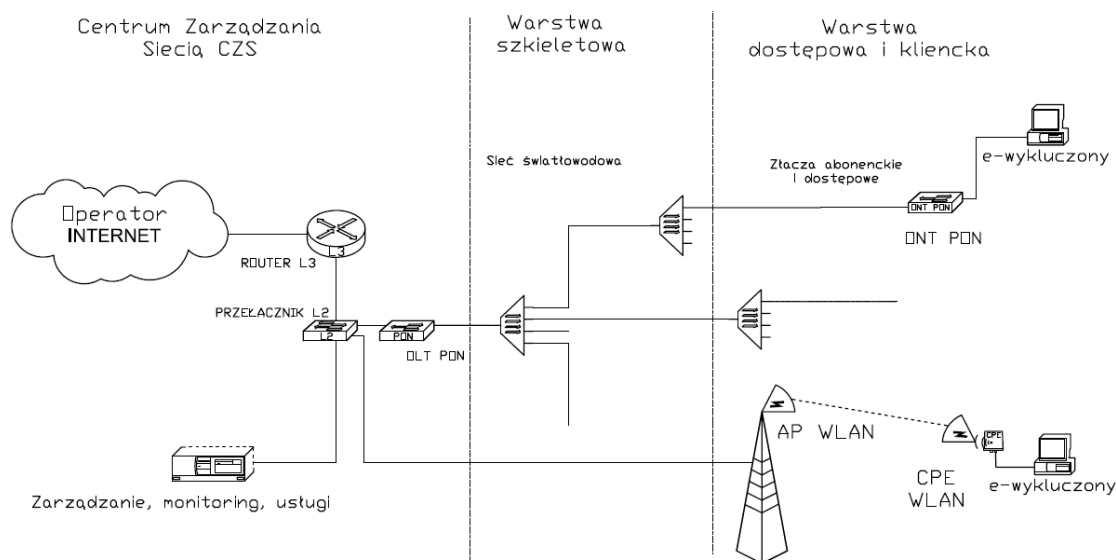 Centrum Zarządzania
Siecią CZS
Warstwa
szkieletowa
Warstwa
dostępowa i kliencka
Sieć światłowodowa
Złącza abonenckie
i dostępowe
e-wykluczony
ONT PON
ONT PON
Operator
INTERNET
L3
ROUTER L3
PRZEŁACZNIK L2
L2
PON
OLT PON
AP WLAN
CPE
CPE
WLAN
e-wykluczony
Zarządzanie, monitoring, usługi